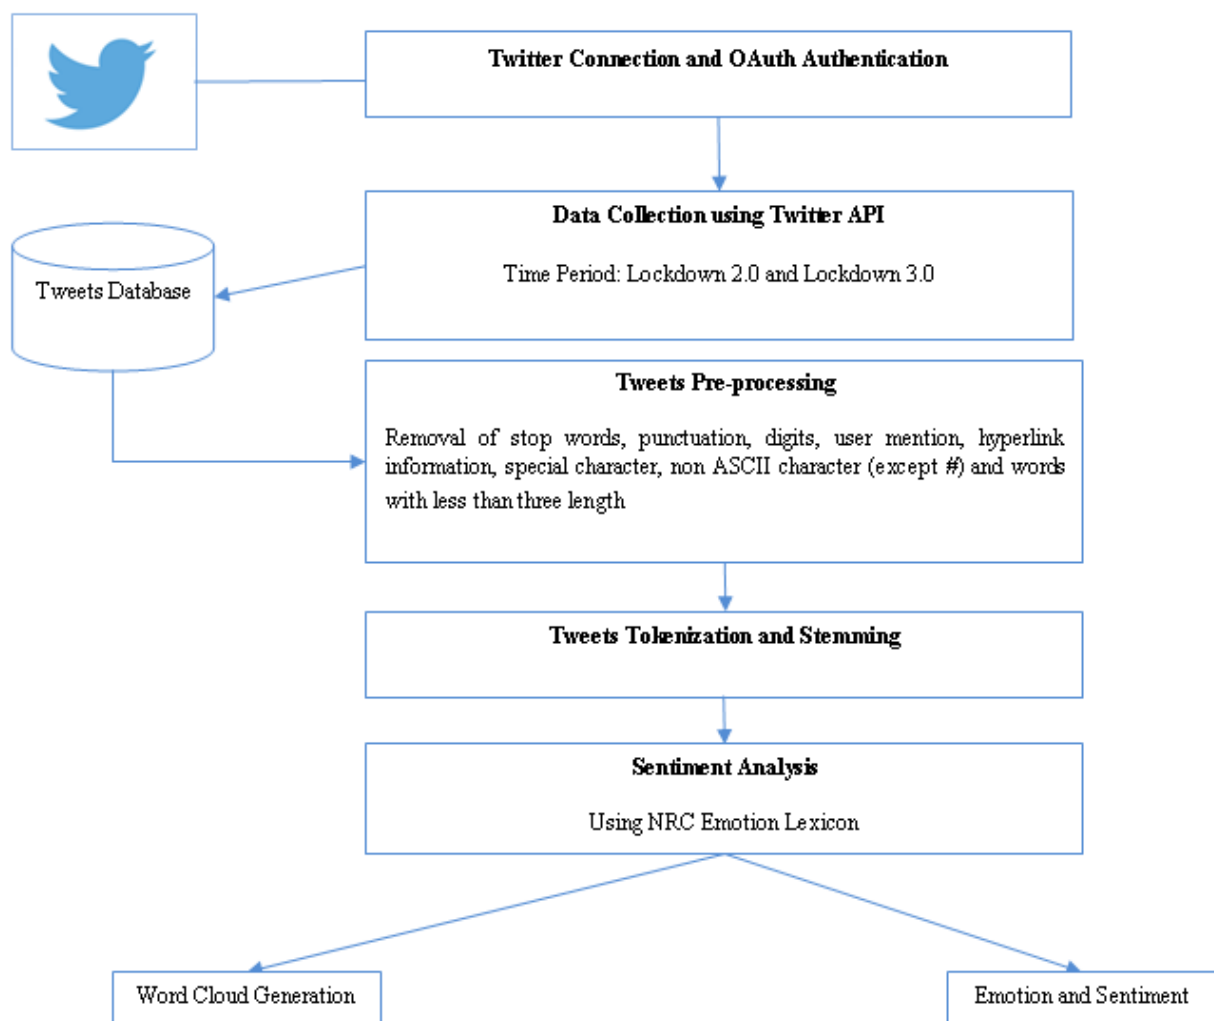 Twitter Connection and OAuth Authentication
Data Collection using Twitter API
Time Period: Lockdown 2.0 and Lockdown 3.0
Tweets Database
Tweets Pre-processing
Removal of stop words, punctuation, digits, user mention, hyperlink
information, special character, non ASCII character (except #) and words
with less than three length
Tweets Tokenization and Stemming
Sentiment Analysis
Using NRC Emotion Lexicon
Word Cloud Generation
Emotion and Sentiment